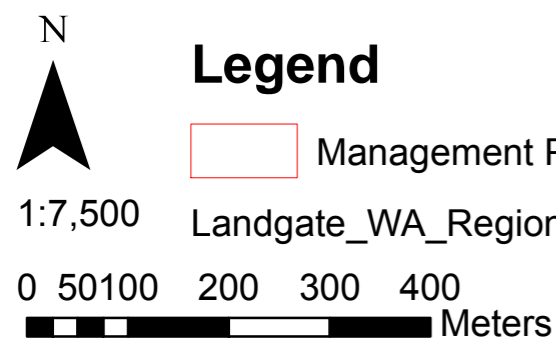 N
Legend
Management
1:7,500
Landgate_WA_Region
0 50100 200 300 400
Meters